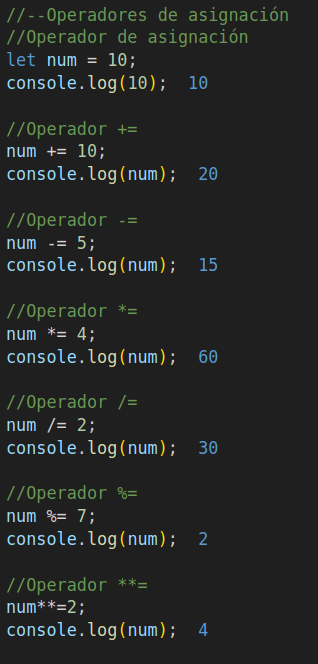 //--Operadores de asignación
//Operador de asignación
let num = 10;
console.log(10);  10
//Operador +=
num += 10;
console.log(num);  20
//Operador -=
num -= 5;
console.log(num);  15
//Operador *=
num *= 4;
console.log(num);  60
//Operador /=
num /= 2;
console.log(num);  30
//Operador %=
num %= 7;
console.log(num);  2
//Operador **=
num**=2;
console.log(num);  4